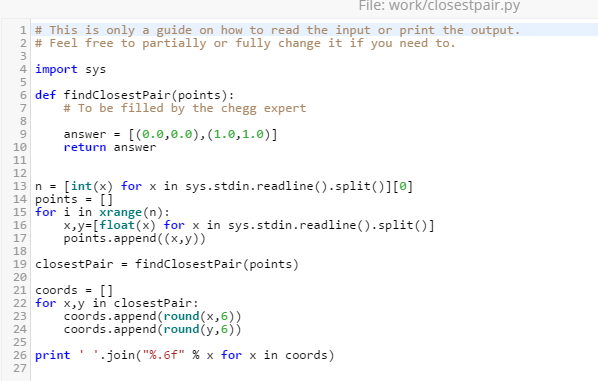 File: work/closestpair.py
1 # This is only a guide on how to read the input or print the output.
2 # Feel free to partially or fully change it if you need to.
3
4 import sys
5
6 def findClosestPair(points):
7     # To be filled by the chegg expert
8
9     answer = [(0.0,0.0),(1.0,1.0)]
10     return answer
11
12
13 n = [int(x) for x in sys.stdin.readline().split()][0]
14 points = []
15 for i in xrange(n):
16     x,y=[float(x) for x in sys.stdin.readline().split()]
17     points.append((x,y))
18
19 closestPair = findClosestPair(points)
20
21 coords = []
22 for x,y in closestPair:
23     coords.append(round(x,6))
24     coords.append(round(y,6))
25
26 print ' '.join("%.6f" % x for x in coords)
27